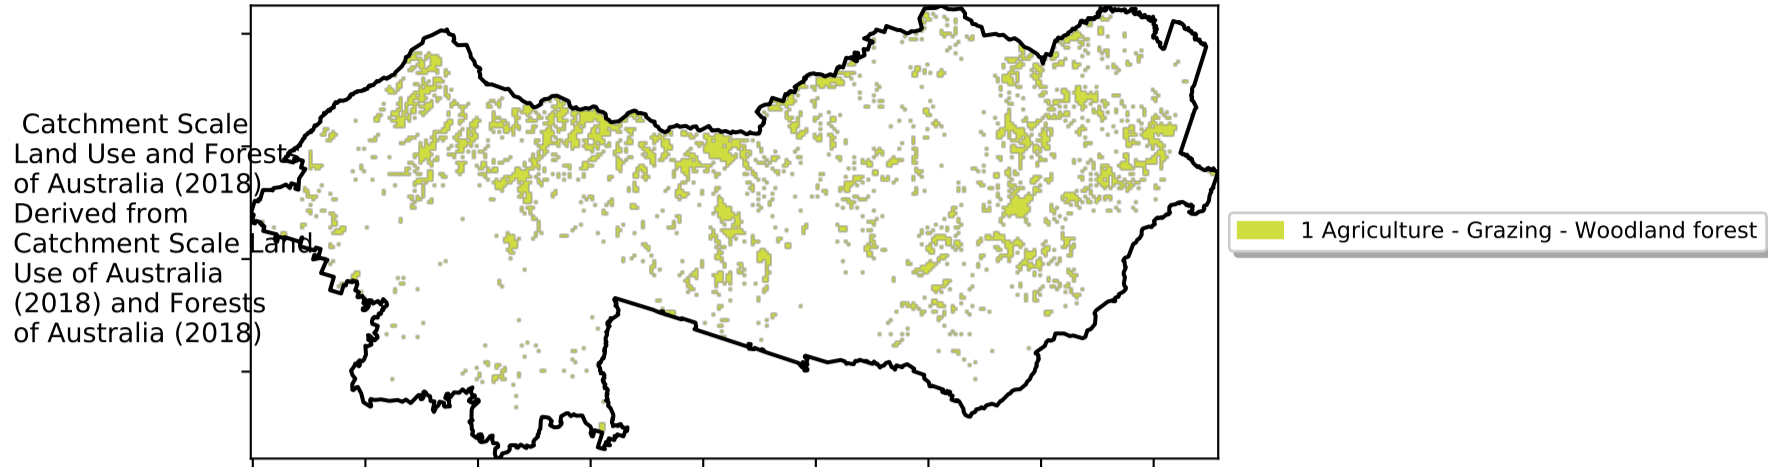 Catchment Scale
Land Use and Forest
of Australia (2018)
Derived from
Catchment Scale Land
Use of Australia
(2018) and Forests
of Australia (2018)
1 Agriculture - Grazing - Woodland forest